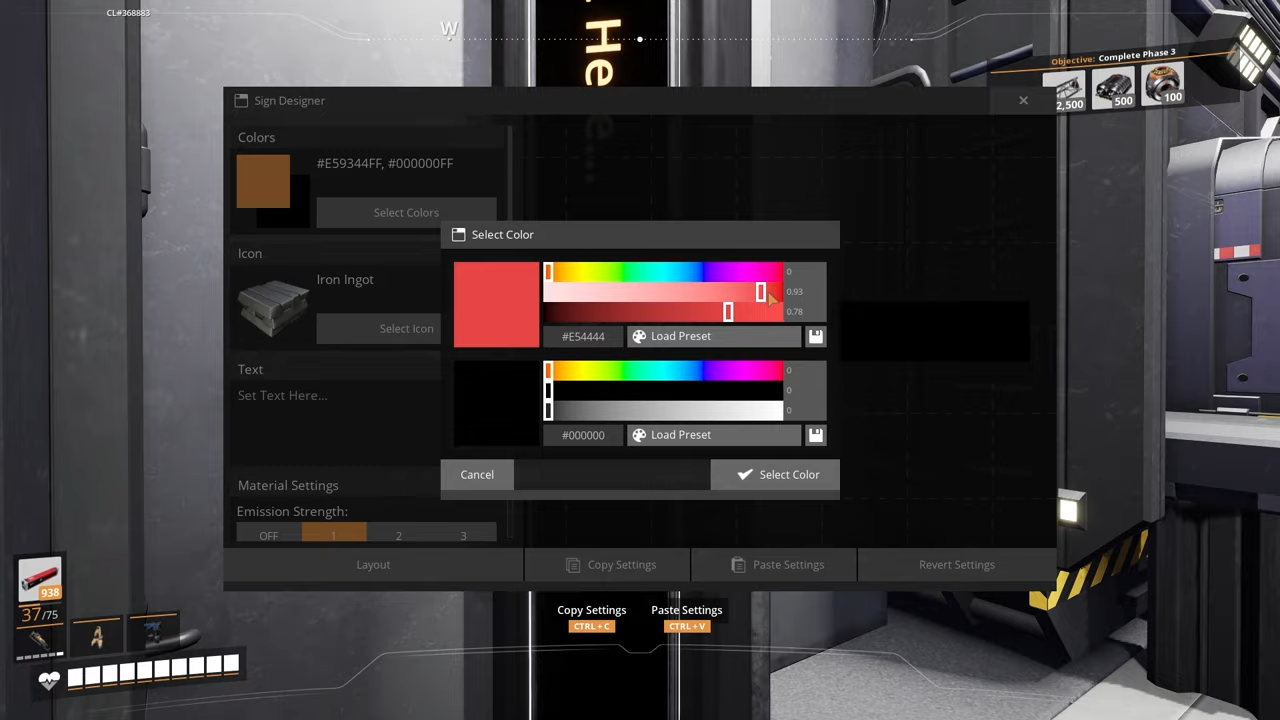 CL#368883
W
. He
e....
Objective: Complete Phase 3
2,500
500
100
Sign Designer
Colors
#E59344FF, #000000FF
Select Colors
Select Color
Icon
Iron Ingot
Select Icon
0
0.93
0.78
#E54444
Load Preset
Text
Set Text Here...
0
0
0
#000000
Load Preset
Cancel
Select Color
Material Settings
Emission Strength:
OFF
1
2
3
Layout
Copy Settings
Paste Settings
Revert Settings
Copy Settings
Paste Settings
CTRL + C
CTRL + V
938
37/75